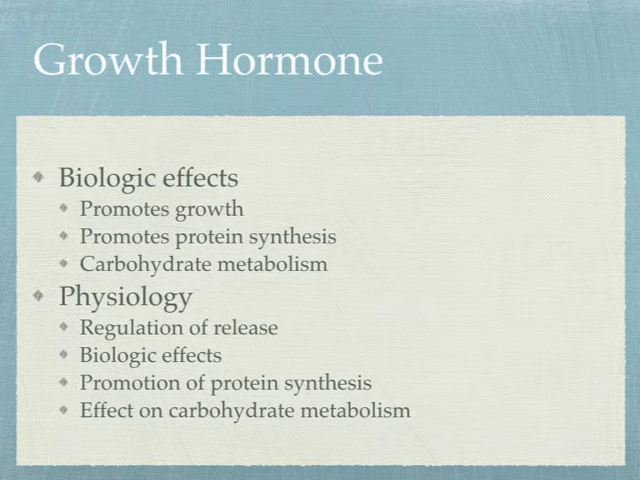 Growth Hormone
Biologic effects
Promotes growth
Promotes protein synthesis
Carbohydrate metabolism
Physiology
Regulation of release
Biologic effects
Promotion of protein synthesis
Effect on carbohydrate metabolism